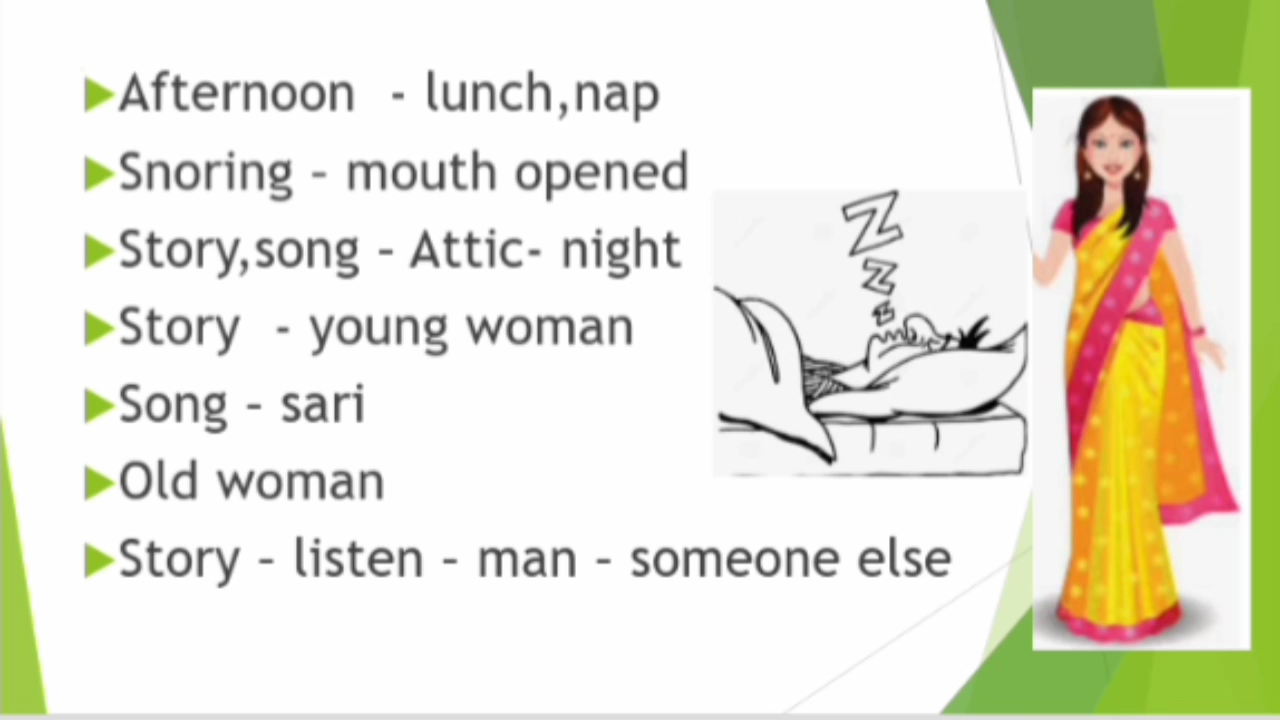 Afternoon - lunch,nap
Snoring – mouth opened
Story,song – Attic- night
Story - young woman
Song – sari
Old woman
Story – listen – man – someone else
Z
Z
Z